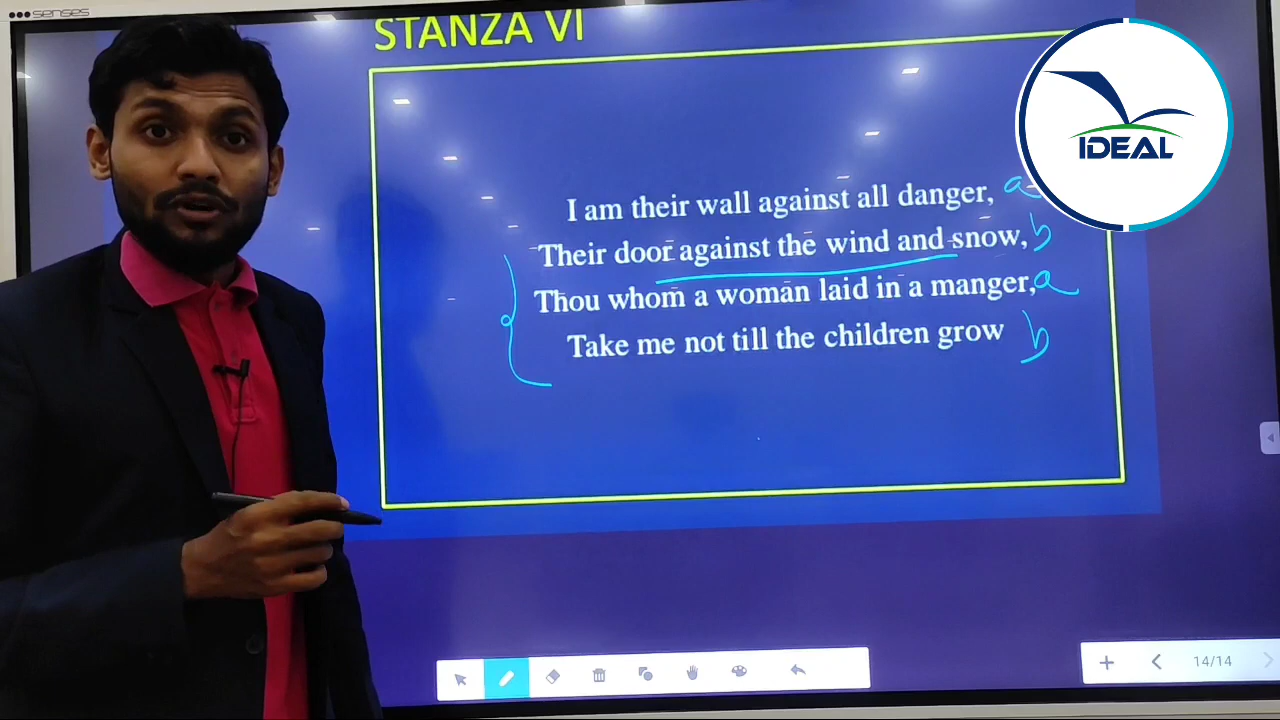 senses
STANZA VI
IDEAL
I am their wall against all danger, a
Their door against the wind and snow, b
Thou whom a woman laid in a manger, a
Take me not till the children grow b
14/14